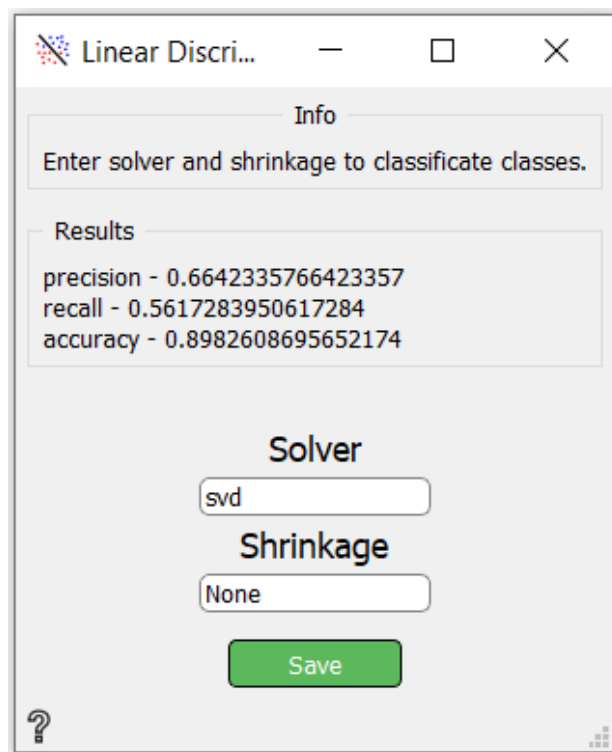 Linear Discri...
Info
Enter solver and shrinkage to classificate classes.
Results
precision - 0.6642335766423357
recall - 0.5617283950617284
accuracy - 0.8982608695652174
Solver
svd
Shrinkage
None
Save
?